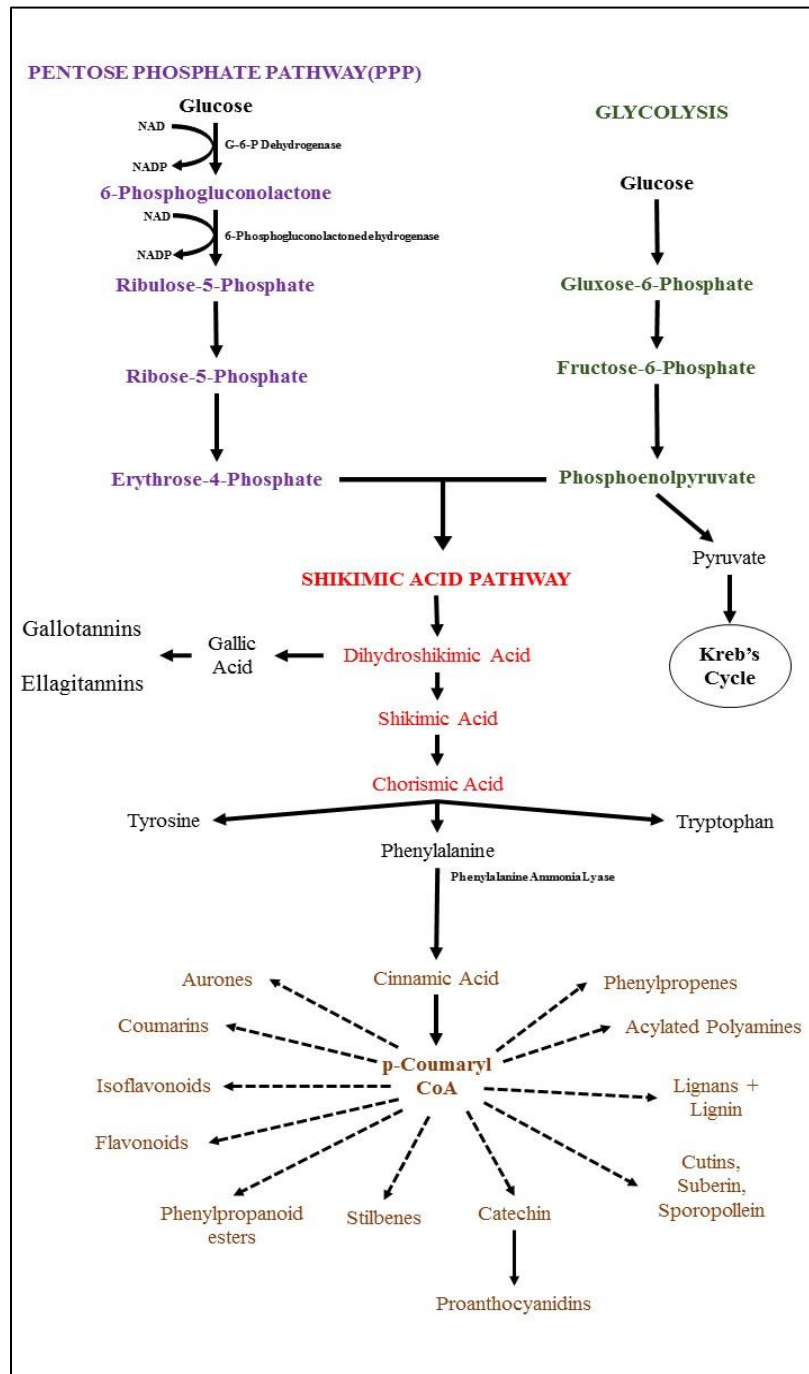 PENTOSE PHOSPHATE PATHWAY(PPP)
Glucose
NAD
G-6-P Dehydrogenase
NADP
6-Phosphogluconolactone
NAD
6-Phosphogluconolactonedehydrogenase
NADP
Ribulose-5-Phosphate
Ribose-5-Phosphate
Erythrose-4-Phosphate
GLYCOLYSIS
Glucose
Gluxose-6-Phosphate
Fructose-6-Phosphate
Phosphoenolpyruvate
Pyruvate
Kreb's
Cycle
SHIKIMIC ACID PATHWAY
Dihydroshikimic Acid
Gallic
Acid
Gallotannins
Ellagitannins
Shikimic Acid
Chorismic Acid
Tyrosine
Phenylalanine
Tryptophan
Phenylalanine Ammonia Lyase
Cinnamic Acid
p-Coumaryl
CoA
Aurones
Coumarins
Isoflavonoids
Flavonoids
Phenylpropanoid
esters
Stilbenes
Catechin
Proanthocyanidins
Phenylpropenes
Acylated Polyamines
Lignans +
Lignin
Cutins,
Suberin,
Sporopollein